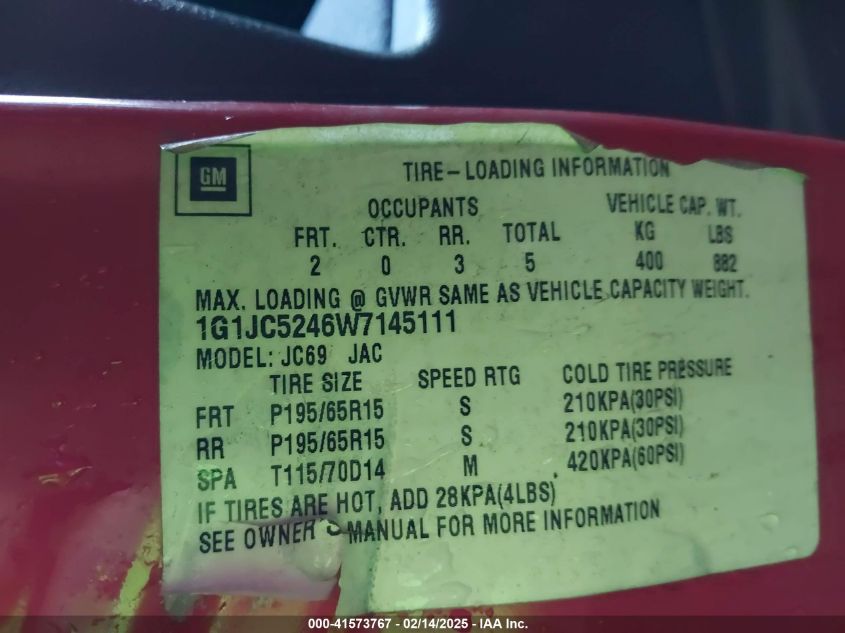 GM
TIRE-LOADING INFORMATION
OCCUPANTS VEHICLE CAP. WT.
FRT. CTR. RR. TOTAL KG LBS
2 0 3 5 400 882
MAX. LOADING @ GVWR SAME AS VEHICLE CAPACITY WEIGHT.
1G1JC5246W7145111
MODEL: JC69 JAC
TIRE SIZE SPEED RTG COLD TIRE PRESSURE
FRT P195/65R15 S 210KPA(30PSI)
RR P195/65R15 S 210KPA(30PSI)
SPA T115/70D14 M 420KPA(60PSI)
IF TIRES ARE HOT, ADD 28KPA(4LBS)
SEE OWNER MANUAL FOR MORE INFORMATION
000-41573767 - 02/14/2025 - IAA Inc.